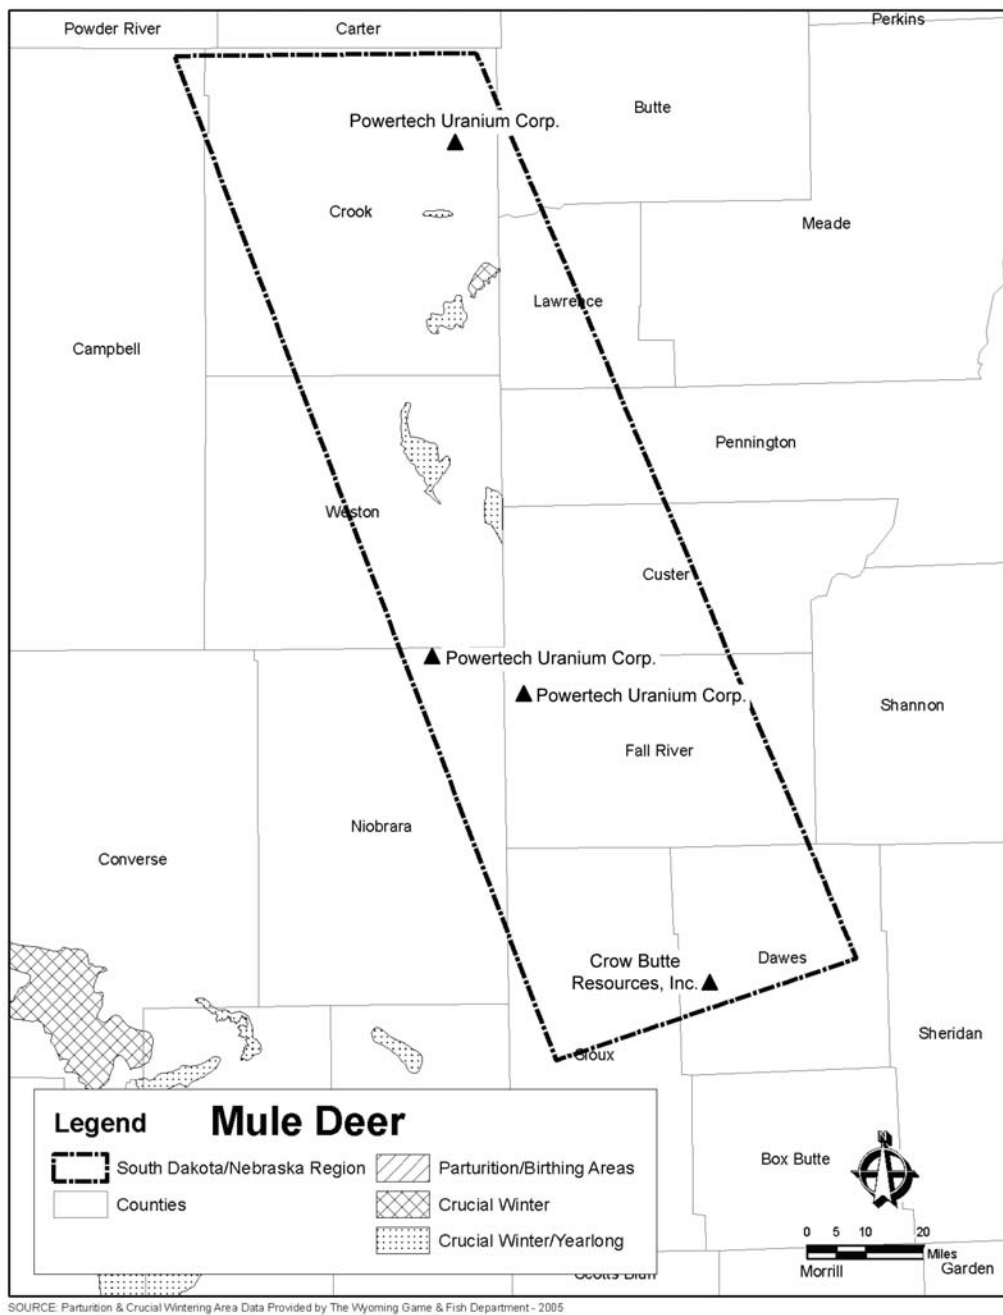 Powder River
Carter
Perkins
Powertech Uranium Corp.
Butte
Crook
Meade
Lawrence
Campbell
Pennington
Weston
Custer
Powertech Uranium Corp.
Powertech Uranium Corp.
Shannon
Fall River
Niobrara
Converse
Crow Butte
Resources, Inc.
Dawes
Sheridan
Sioux
Legend
Mule Deer
South Dakota/Nebraska Region
Counties
Parturition/Birthing Areas
Crucial Winter
Crucial Winter/Yearlong
Box Butte
N
0 5 10 20
Miles
Morrill
Garden
Scotts Bluff
SOURCE: Parturition & Crucial Wintering Area Data Provided by The Wyoming Game & Fish Department - 2005